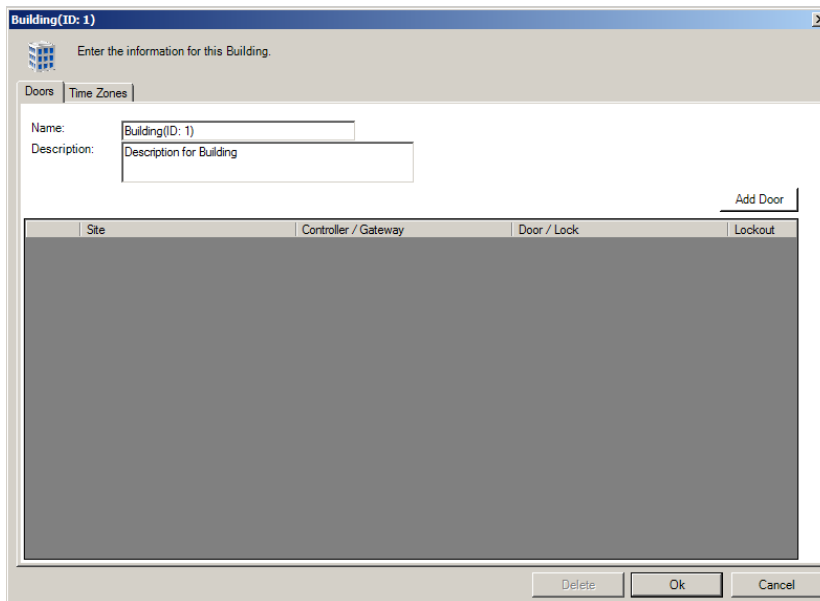 Building(ID: 1)
Enter the information for this Building.
Doors Time Zones
Name: Building(ID: 1)
Description: Description for Building
Add Door
Site Controller / Gateway Door / Lock Lockout
Delete Ok Cancel